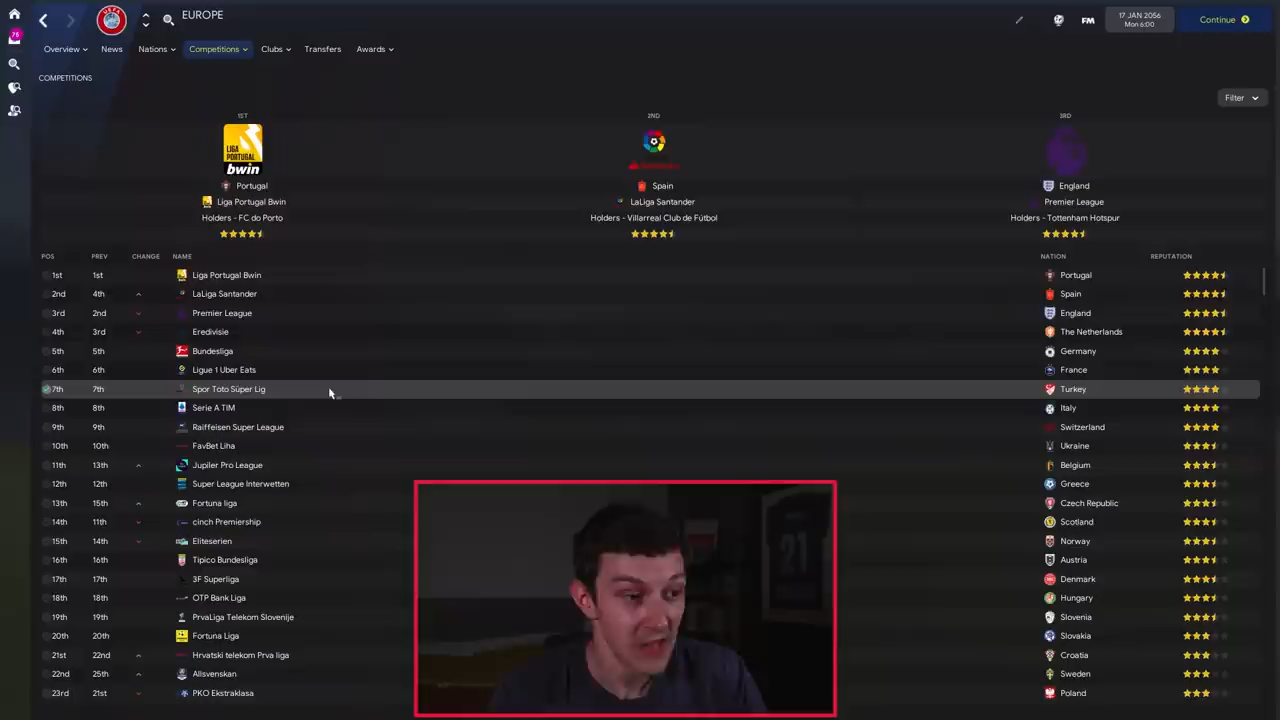 EUROPE
17 JAN 2056
Mon 6:00
Continue
FM
75
Overview
News
Nations
Competitions
Clubs
Transfers
Awards
COMPETITIONS
Filter
1ST
2ND
3RD
LIGA
PORTUGAL
bwin
Portugal
Spain
England
Liga Portugal Bwin
LaLiga Santander
Premier League
Holders - FC do Porto
Holders - Villarreal Club de Fútbol
Holders - Tottenham Hotspur
POS PREV CHANGE NAME NATION REPUTATION
1st 1st Liga Portugal Bwin Portugal
2nd 4th LaLiga Santander Spain
3rd 2nd Premier League England
4th 3rd Eredivisie The Netherlands
5th 5th Bundesliga Germany
6th 6th Ligue 1 Uber Eats France
7th 7th Spor Toto Süper Lig Turkey
8th 8th Serie A TIM Italy
9th 9th Raiffeisen Super League Switzerland
10th 10th FavBet Liha Ukraine
11th 13th Jupiler Pro League Belgium
12th 12th Super League Interwetten Greece
13th 15th Fortuna liga Czech Republic
14th 11th cinch Premiership Scotland
15th 14th Eliteserien Norway
16th 16th Tipico Bundesliga Austria
17th 17th 3F Superliga Denmark
18th 18th OTP Bank Liga Hungary
19th 19th PrvaLiga Telekom Slovenije Slovenia
20th 20th Fortuna Liga Slovakia
21st 22nd Hrvatski telekom Prva liga Croatia
22nd 25th Allsvenskan Sweden
23rd 21st PKO Ekstraklasa Poland
21